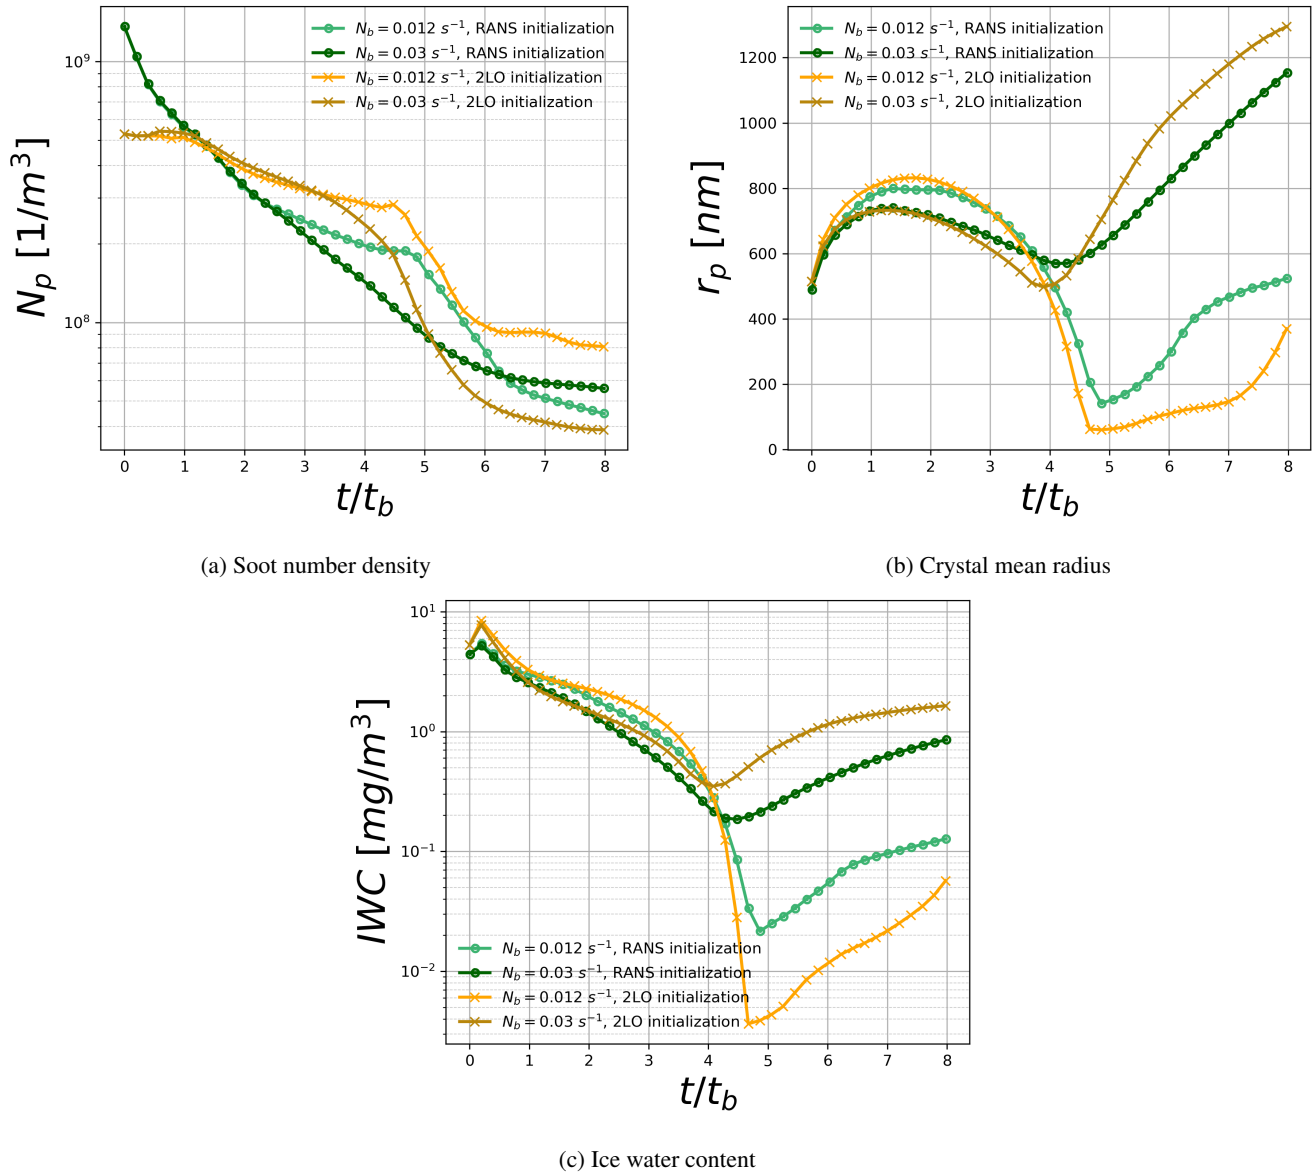 N_b = 0.012 s^{-1}, RANS initialization
N_b = 0.03 s^{-1}, RANS initialization
N_b = 0.012 s^{-1}, 2LO initialization
N_b = 0.03 s^{-1}, 2LO initialization
10^9
10^8
N_p [1/m^3]
0 1 2 3 4 5 6 7 8
t/t_b
(a) Soot number density
N_b = 0.012 s^{-1}, RANS initialization
N_b = 0.03 s^{-1}, RANS initialization
N_b = 0.012 s^{-1}, 2LO initialization
N_b = 0.03 s^{-1}, 2LO initialization
1200
1000
800
600
400
200
0
r_p [nm]
0 1 2 3 4 5 6 7 8
t/t_b
(b) Crystal mean radius
10^1
10^0
10^{-1}
10^{-2}
IWC [mg/m^3]
N_b = 0.012 s^{-1}, RANS initialization
N_b = 0.03 s^{-1}, RANS initialization
N_b = 0.012 s^{-1}, 2LO initialization
N_b = 0.03 s^{-1}, 2LO initialization
0 1 2 3 4 5 6 7 8
t/t_b
(c) Ice water content